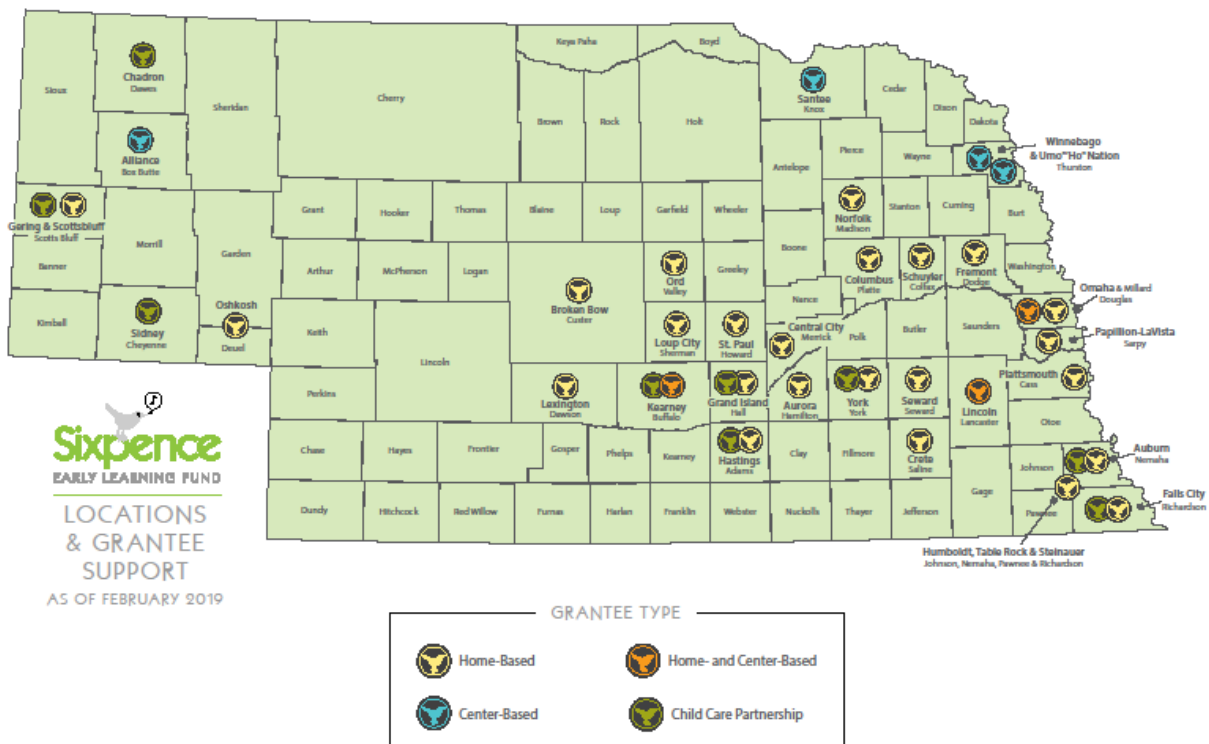 Keya Paha
Boyd
Chadron
Dawes
Sioux
Sheridan
Cherry
Brown
Rock
Holt
Santee
Knox
Cedar
Dixon
Dakota
Alliance
Box Butte
Antelope
Pierce
Wayne
Winnebago
& Umo"Ho" Nation
Thurston
Gering & Scottsbluff
Scotts Bluff
Morrill
Garden
Banner
Grant
Hooker
Thomas
Blaine
Loup
Garfield
Wheeler
Norfolk
Madison
Stanton
Cuming
Burt
Boone
Arthur
McPherson
Logan
Ord
Valley
Greeley
Columbus
Platte
Schuyler
Colfax
Fremont
Dodge
Washington
Kimball
Sidney
Cheyenne
Oshkosh
Deuel
Keith
Lincoln
Broken Bow
Custer
Loup City
Sherman
St. Paul
Howard
Nance
Central City
Merrick
Polk
Butler
Saunders
Omaha & Millard
Douglas
Papillion-LaVista
Sarpy
Perkins
Lexington
Dawson
Kearney
Buffalo
Grand Island
Hall
Aurora
Hamilton
York
York
Seward
Seward
Lincoln
Lancaster
Plattsmouth
Cass
Otoe
Chase
Hayes
Frontier
Gosper
Phelps
Kearney
Hastings
Adams
Clay
Fillmore
Crete
Saline
Gage
Johnson
Auburn
Nemaha
Dundy
Hitchcock
Red Willow
Furnas
Harlan
Franklin
Webster
Nuckolls
Thayer
Jefferson
Pawnee
Falls City
Richardson
Humboldt, Table Rock & Steinauer
Johnson, Nemaha, Pawnee & Richardson
Sixpence
EARLY LEARNING FUND
LOCATIONS
& GRANTEE
SUPPORT
AS OF FEBRUARY 2019
GRANTEE TYPE
Home-Based
Home- and Center-Based
Center-Based
Child Care Partnership